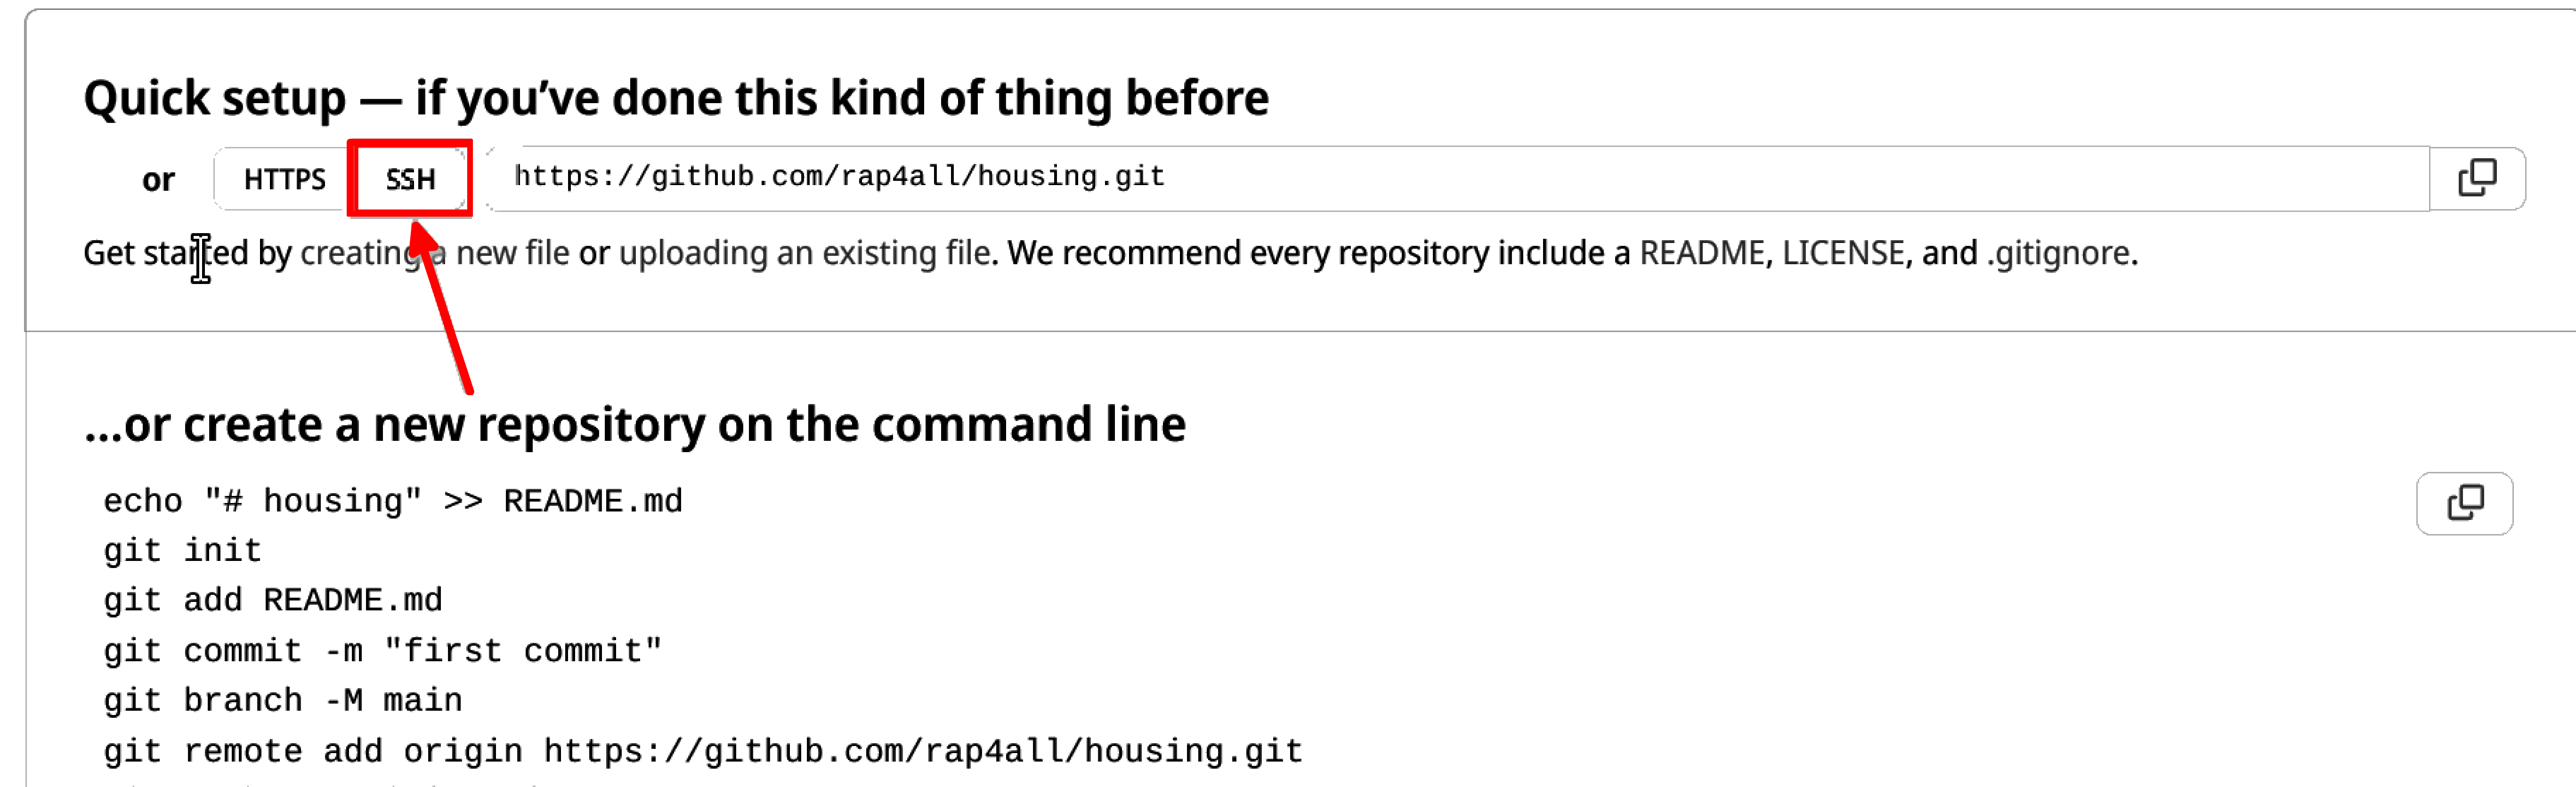 Quick setup — if you’ve done this kind of thing before
or HTTPS SSH https://github.com/rap4all/housing.git
Get started by creating a new file or uploading an existing file. We recommend every repository include a README, LICENSE, and .gitignore.
...or create a new repository on the command line
echo "# housing" >> README.md
git init
git add README.md
git commit -m "first commit"
git branch -M main
git remote add origin https://github.com/rap4all/housing.git